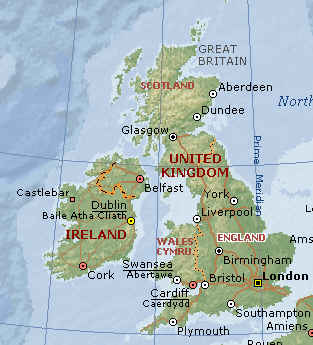 GREAT
BRITAIN
SCOTLAND
Aberdeen
Dundee
North
Glasgow
UNITED
KINGDOM
Prime Meridian
Belfast
Castlebar
York
Dublin
Baile Atha Cliath
Liverpool
IRELAND
WALES
CYMRU
ENGLAND
Ams
Birmingham
Swansea
Abertawe
Cork
London
Cardiff
Caerdydd
Bristol
Southampton
Plymouth
Amiens
Rouen